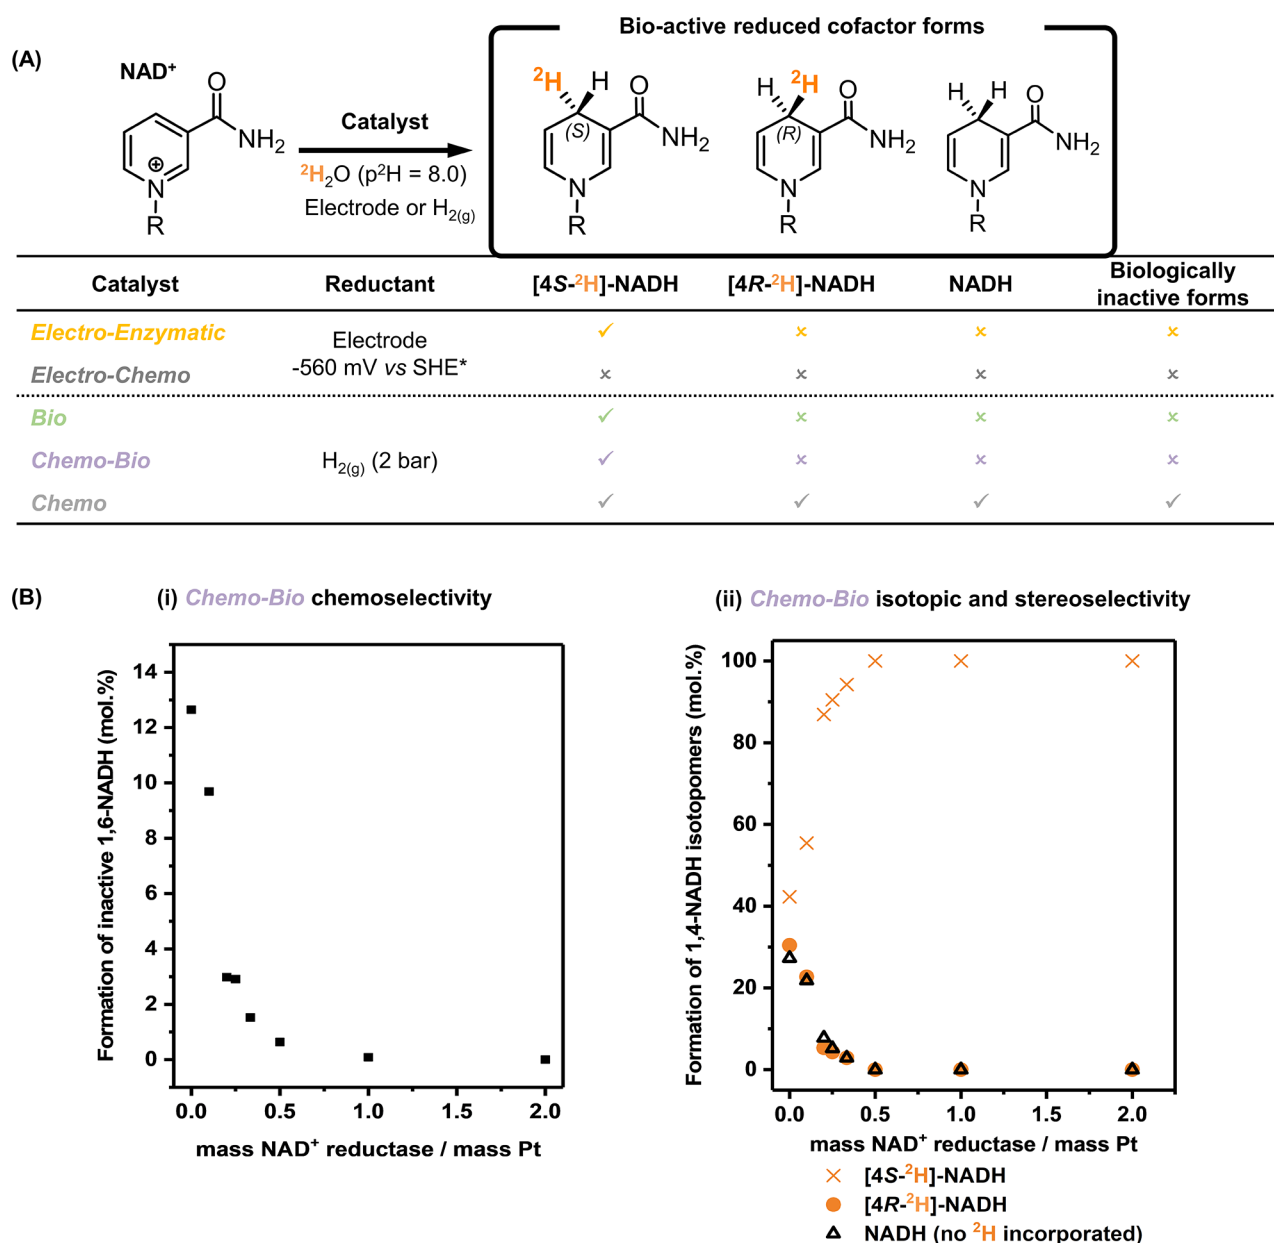 (A)
Bio-active reduced cofactor forms
NAD⁺
O
NH₂
N
R
Catalyst
²H₂O (p²H = 8.0)
Electrode or H₂(g)
²H H O
(S)
NH₂
N
R
H ²H O
(R)
NH₂
N
R
H H O
NH₂
N
R
Catalyst Reductant [4S-²H]-NADH [4R-²H]-NADH NADH Biologically inactive forms
Electro-Enzymatic ✓ × × ×
Electrode
-560 mV vs SHE*
Electro-Chemo × × × ×
Bio ✓ × × ×
Chemo-Bio H₂(g) (2 bar) ✓ × × ×
Chemo ✓ ✓ ✓ ✓
(B)
(i) Chemo-Bio chemoselectivity
Formation of inactive 1,6-NADH (mol.%)
14
12
10
8
6
4
2
0
0.0 0.5 1.0 1.5 2.0
mass NAD⁺ reductase / mass Pt
(ii) Chemo-Bio isotopic and stereoselectivity
Formation of 1,4-NADH isotopomers (mol.%)
100
80
60
40
20
0
0.0 0.5 1.0 1.5 2.0
mass NAD⁺ reductase / mass Pt
[4S-²H]-NADH
[4R-²H]-NADH
NADH (no ²H incorporated)